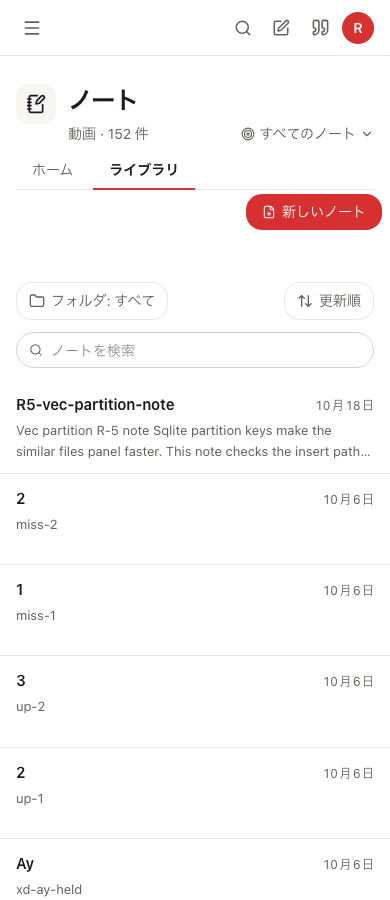 R
ノート
動画 · 152 件
すべてのノート
ホーム
ライブラリ
新しいノート
フォルダ: すべて
更新順
ノートを検索
R5-vec-partition-note
10月18日
Vec partition R-5 note Sqlite partition keys make the
similar files panel faster. This note checks the insert path...
2
10月6日
miss-2
1
10月6日
miss-1
3
10月6日
up-2
2
10月6日
up-1
Ay
10月6日
xd-ay-held